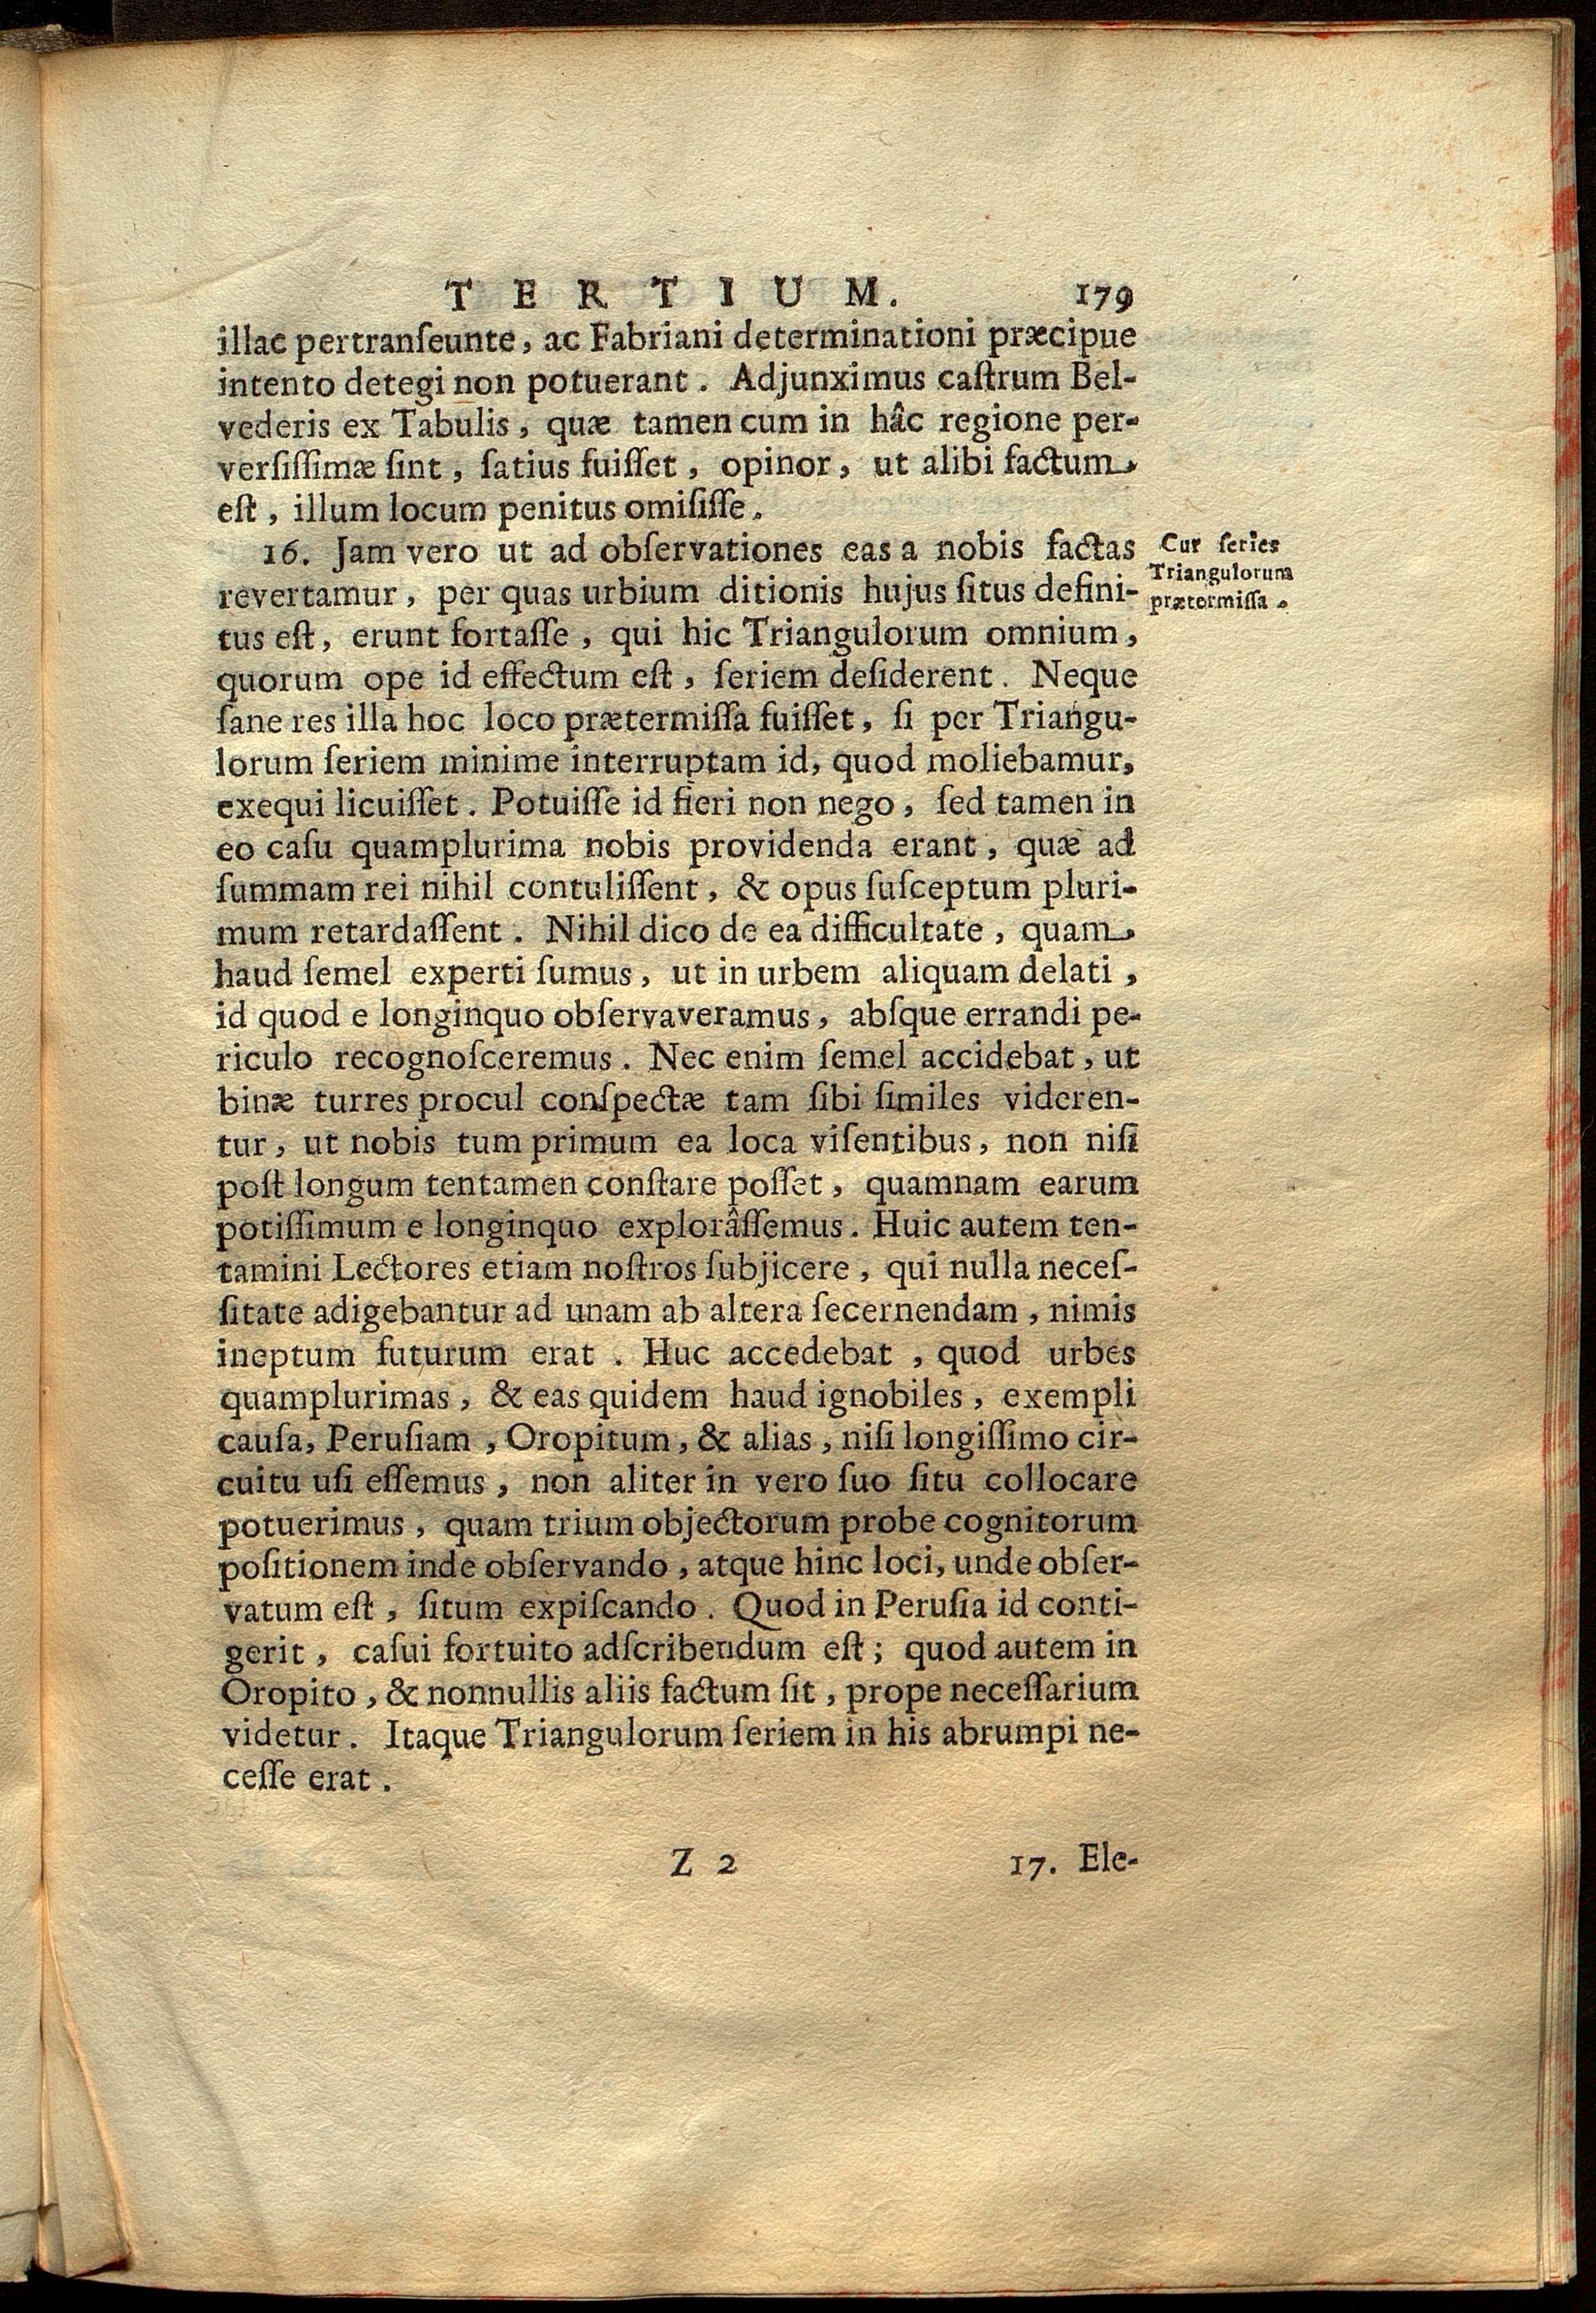 TERTIUM. 179
illac pertranſeunte, ac Fabriani determinationi præcipue
intento detegi non potuerant. Adjunximus caſtrum Bel-
vederis ex Tabulis, quæ tamen cum in hâc regione per-
verſiſſimæ ſint, ſatius fuiſſet, opinor, ut alibi factum
eſt, illum locum penitus omiſiſſe.
16. Jam vero ut ad obſervationes eas a nobis factas
Cur ſeries
Triangulorum
prætermiſſa.
revertamur, per quas urbium ditionis hujus ſitus defini-
tus eſt, erunt fortaſſe, qui hic Triangulorum omnium,
quorum ope id effectum eſt, ſeriem deſiderent. Neque
ſane res illa hoc loco prætermiſſa fuiſſet, ſi per Triangu-
lorum ſeriem minime interruptam id, quod moliebamur,
exequi licuiſſet. Potuiſſe id fieri non nego, ſed tamen in
eo caſu quamplurima nobis providenda erant, quæ ad
ſummam rei nihil contuliſſent, & opus ſuſceptum pluri-
mum retardaſſent. Nihil dico de ea difficultate, quam
haud ſemel experti ſumus, ut in urbem aliquam delati,
id quod e longinquo obſervaveramus, abſque errandi pe-
riculo recognoſceremus. Nec enim ſemel accidebat, ut
binæ turres procul conſpectæ tam ſibi ſimiles videren-
tur, ut nobis tum primum ea loca viſentibus, non niſi
poſt longum tentamen conſtare poſſet, quamnam earum
potiſſimum e longinquo explorâſſemus. Huic autem ten-
tamini Lectores etiam noſtros ſubjicere, qui nulla neceſ-
ſitate adigebantur ad unam ab altera ſecernendam, nimis
ineptum futurum erat. Huc accedebat, quod urbes
quamplurimas, & eas quidem haud ignobiles, exempli
cauſa, Peruſiam, Oropitum, & alias, niſi longiſſimo cir-
cuitu uſi eſſemus, non aliter in vero ſuo ſitu collocare
potuerimus, quam trium objectorum probe cognitorum
poſitionem inde obſervando, atque hinc loci, unde obſer-
vatum eſt, ſitum expiſcando. Quod in Peruſia id conti-
gerit, caſui fortuito adſcribendum eſt; quod autem in
Oropito, & nonnullis aliis factum ſit, prope neceſſarium
videtur. Itaque Triangulorum ſeriem in his abrumpi ne-
ceſſe erat.
Z 2 17. Ele-